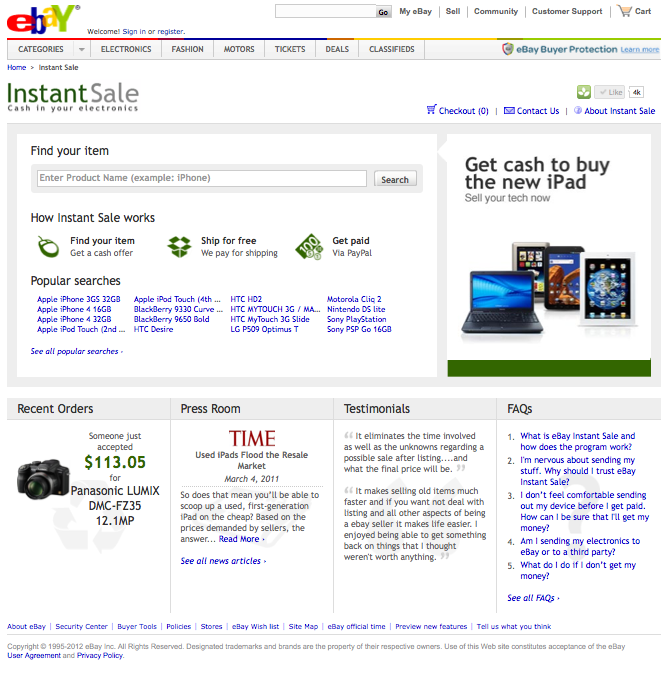 ebaY®
Welcome! Sign in or register.
Go
My eBay | Sell | Community | Customer Support | Cart
CATEGORIES ELECTRONICS FASHION MOTORS TICKETS DEALS CLASSIFIEDS
eBay Buyer Protection Learn more
Home > Instant Sale
InstantSale
Cash in your electronics
Like 4k
Checkout (0) | Contact Us | About Instant Sale
Find your item
Enter Product Name (example: iPhone)
Search
How Instant Sale works
Find your item
Get a cash offer
Ship for free
We pay for shipping
100
Get paid
Via PayPal
Popular searches
Apple iPhone 3GS 32GB
Apple iPhone 4 16GB
Apple iPhone 4 32GB
Apple iPod Touch (2nd ...
Apple iPod Touch (4th ...
BlackBerry 9330 Curve ...
BlackBerry 9650 Bold
HTC Desire
HTC HD2
HTC MYTOUCH 3G / MA...
HTC MyTouch 3G Slide
LG P509 Optimus T
Motorola Cliq 2
Nintendo DS lite
Sony PlayStation
Sony PSP Go 16GB
See all popular searches ›
Get cash to buy
the new iPad
Sell your tech now
Recent Orders
Someone just
accepted
$113.05
for
Panasonic LUMIX
DMC-FZ35
12.1MP
Press Room
TIME
Used iPads Flood the Resale
Market
March 4, 2011
So does that mean you’ll be able to
scoop up a used, first-generation
iPad on the cheap? Based on the
prices demanded by sellers, the
answer... Read More ›
See all news articles ›
Testimonials
“ It eliminates the time involved
as well as the unknowns regarding a
possible sale after listing....and
what the final price will be. ”
“ It makes selling old items much
faster and if you want not deal with
listing and all other aspects of being
a ebay seller it makes life easier. I
enjoyed being able to get something
back on things that I thought
weren't worth anything. ”
FAQs
1. What is eBay Instant Sale and
how does the program work?
2. I'm nervous about sending my
stuff. Why should I trust eBay
Instant Sale?
3. I don’t feel comfortable sending
out my device before I get paid.
How can I be sure that I'll get my
money?
4. Am I sending my electronics to
eBay or to a third party?
5. What do I do if I don’t get my
money?
See all FAQs ›
About eBay | Security Center | Buyer Tools | Policies | Stores | eBay Wish list | Site Map | eBay official time | Preview new features | Tell us what you think
Copyright © 1995-2012 eBay Inc. All Rights Reserved. Designated trademarks and brands are the property of their respective owners. Use of this Web site constitutes acceptance of the eBay
User Agreement and Privacy Policy.